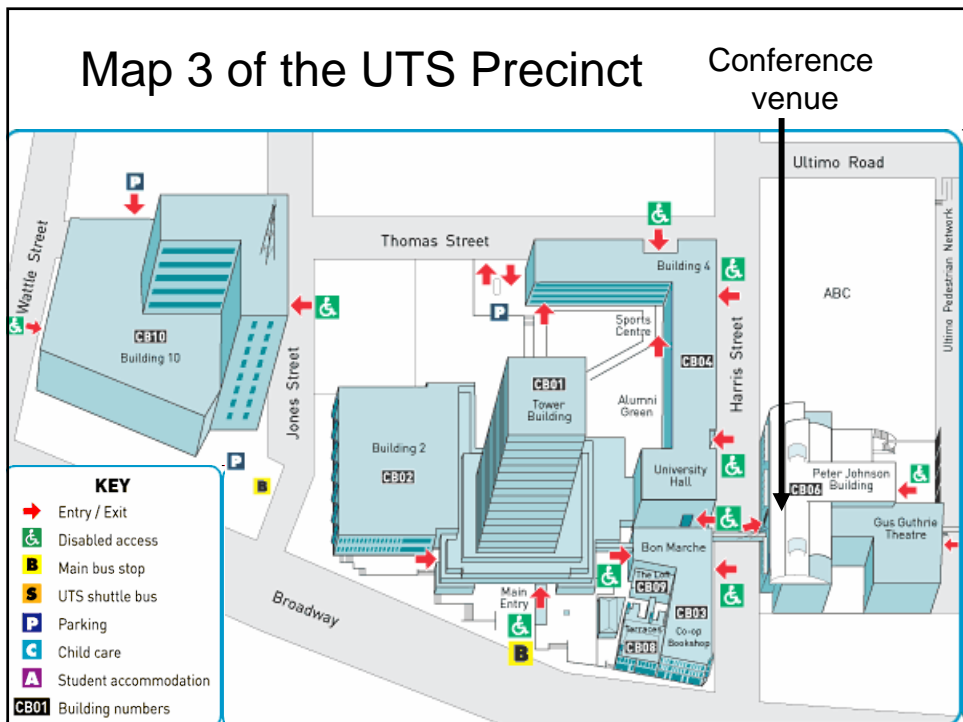 Map 3 of the UTS Precinct
Conference
venue
Ultimo Road
P
Thomas Street
Building 4
Wattle Street
ABC
Ultimo Pedestrian Network
P
Sports
Centre
CB10
Building 10
CB04
Jones Street
Harris Street
CB01
Tower
Building
Alumni
Green
Building 2
CB02
University
Hall
Peter Johnson
Building
CB06
P
B
Gus Guthrie
Theatre
Bon Marche
The Loft
CB09
Main
Entry
Broadway
CB03
Terraces
Co-op
Bookshop
CB08
B
KEY
Entry / Exit
Disabled access
B Main bus stop
S UTS shuttle bus
P Parking
C Child care
A Student accommodation
CB01 Building numbers